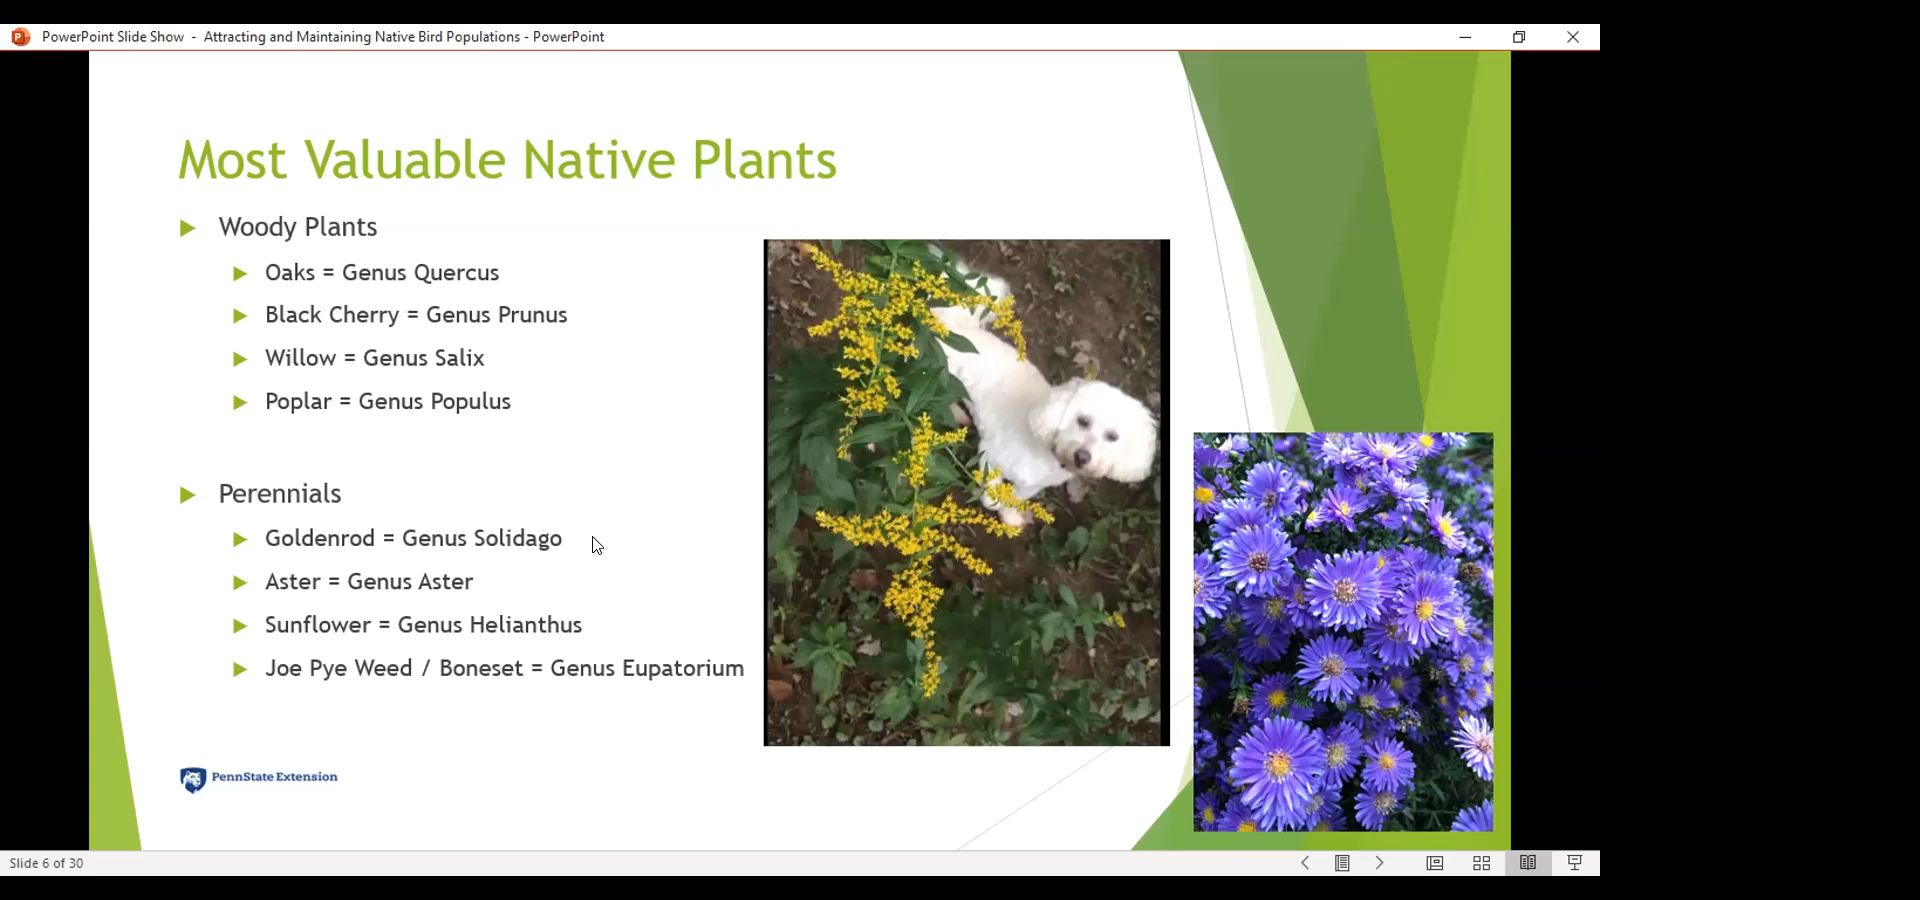 PowerPoint Slide Show - Attracting and Maintaining Native Bird Populations - PowerPoint
Most Valuable Native Plants
Woody Plants
Oaks = Genus Quercus
Black Cherry = Genus Prunus
Willow = Genus Salix
Poplar = Genus Populus
Perennials
Goldenrod = Genus Solidago
Aster = Genus Aster
Sunflower = Genus Helianthus
Joe Pye Weed / Boneset = Genus Eupatorium
PennState Extension
Slide 6 of 30